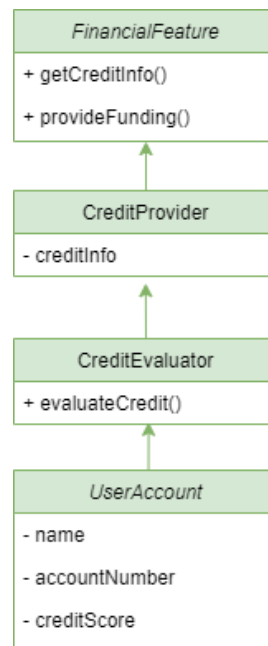 FinancialFeature
+ getCreditInfo()
+ provideFunding()
CreditProvider
- creditInfo
CreditEvaluator
+ evaluateCredit()
UserAccount
- name
- accountNumber
- creditScore